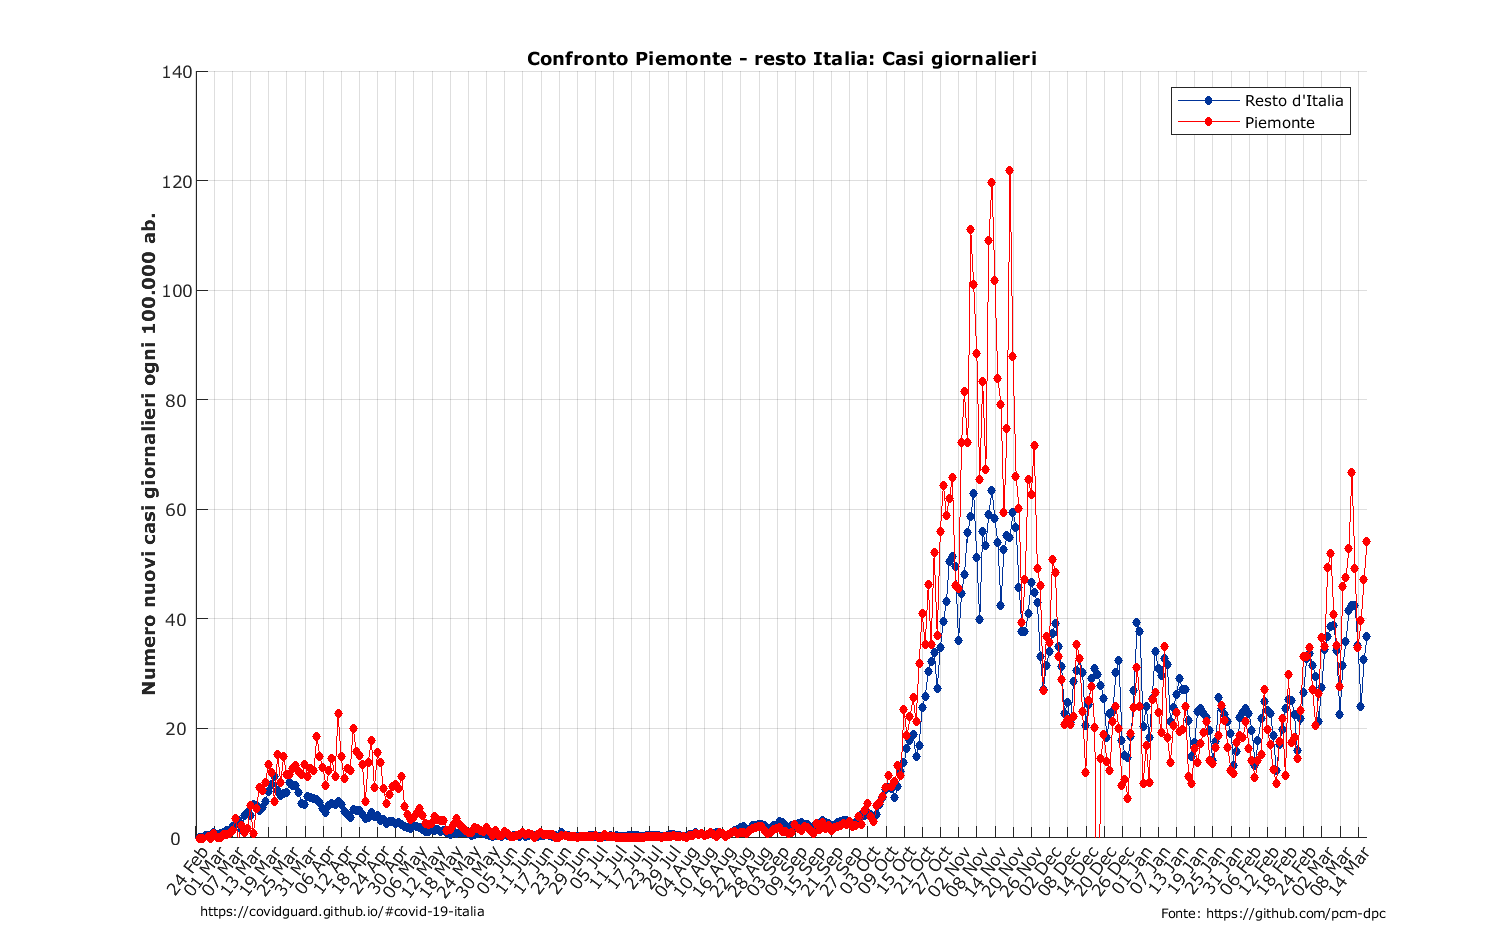 Confronto Piemonte - resto Italia: Casi giornalieri
Resto d'Italia
Piemonte
Numero nuovi casi giornalieri ogni 100.000 ab.
140
120
100
80
60
40
20
0
24 Feb
01 Mar
07 Mar
13 Mar
19 Mar
25 Mar
31 Mar
06 Apr
12 Apr
18 Apr
24 Apr
30 Apr
06 May
12 May
18 May
24 May
30 May
05 Jun
11 Jun
17 Jun
23 Jun
29 Jun
05 Jul
11 Jul
17 Jul
23 Jul
29 Jul
04 Aug
10 Aug
16 Aug
22 Aug
28 Aug
03 Sep
09 Sep
15 Sep
21 Sep
27 Sep
03 Oct
09 Oct
15 Oct
21 Oct
27 Oct
02 Nov
08 Nov
14 Nov
20 Nov
26 Nov
02 Dec
08 Dec
14 Dec
20 Dec
26 Dec
01 Jan
07 Jan
13 Jan
19 Jan
25 Jan
31 Jan
06 Feb
12 Feb
18 Feb
24 Feb
02 Mar
08 Mar
14 Mar
https://covidguard.github.io/#covid-19-italia
Fonte: https://github.com/pcm-dpc